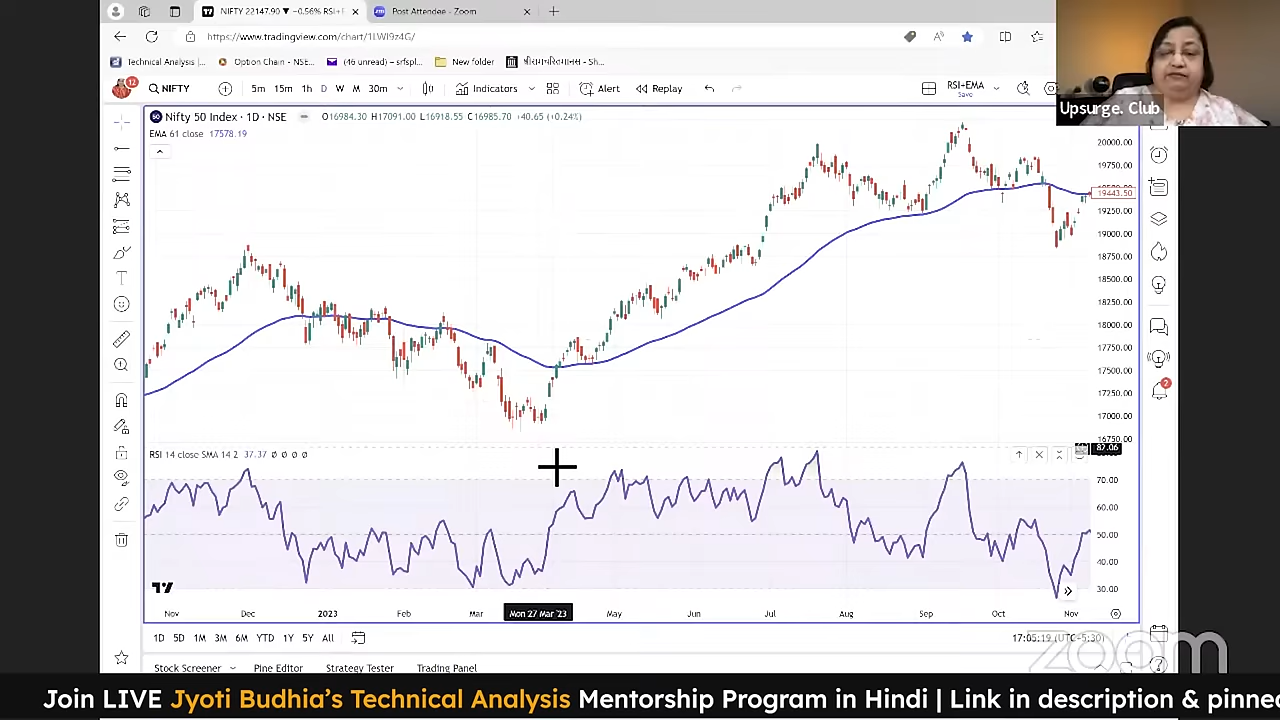 NIFTY 22147.90 ▼ −0.56% RSI+E
Post Attendee - Zoom
https://www.tradingview.com/chart/1LWI9z4G/
Technical Analysis |...
Option Chain - NSE...
(46 unread) - srfspl...
New folder
श्रीरामचरितमानस - Sh...
Upsurge. Club
12
NIFTY
5m 15m 1h D W M 30m
Indicators
Alert
Replay
RSI+EMA
Save
Nifty 50 Index · 1D · NSE
O16984.30 H17091.00 L16918.55 C16985.70 +40.65 (+0.24%)
EMA 61 close 17578.19
20000.00
19750.00
19443.50
19250.00
19000.00
18750.00
18500.00
18250.00
18000.00
17750.00
17500.00
17250.00
17000.00
16750.00
2
RSI 14 close SMA 14 2 37.37 ∅ ∅ ∅ ∅
87.06
70.00
60.00
50.00
40.00
30.00
Nov Dec 2023 Feb Mar Mon 27 Mar '23 May Jun Jul Aug Sep Oct Nov
1D 5D 1M 3M 6M YTD 1Y 5Y All
17:05:19 (UTC+5:30)
zoom
Stock Screener
Pine Editor
Strategy Tester
Trading Panel
Join LIVE Jyoti Budhia's Technical Analysis Mentorship Program in Hindi | Link in description & pinne